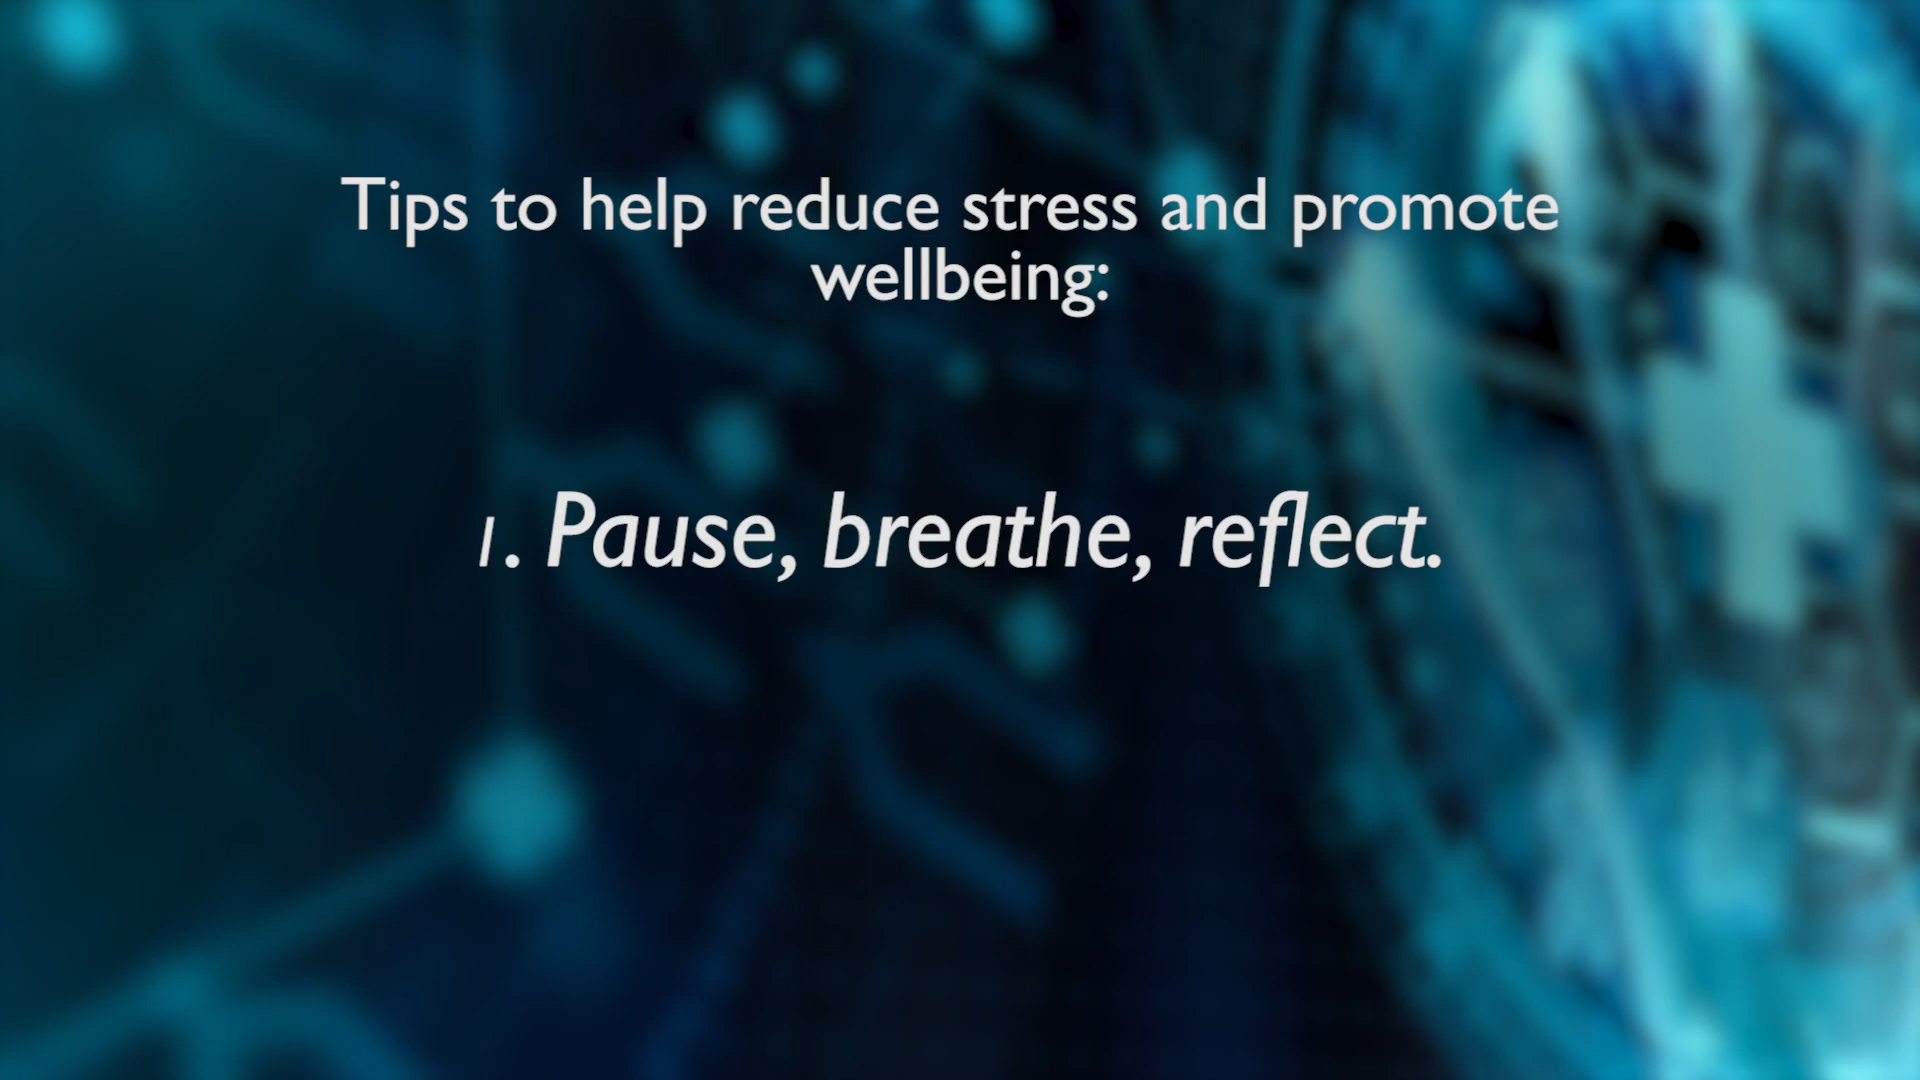 Tips to help reduce stress and promote
wellbeing:
1. Pause, breathe, reflect.